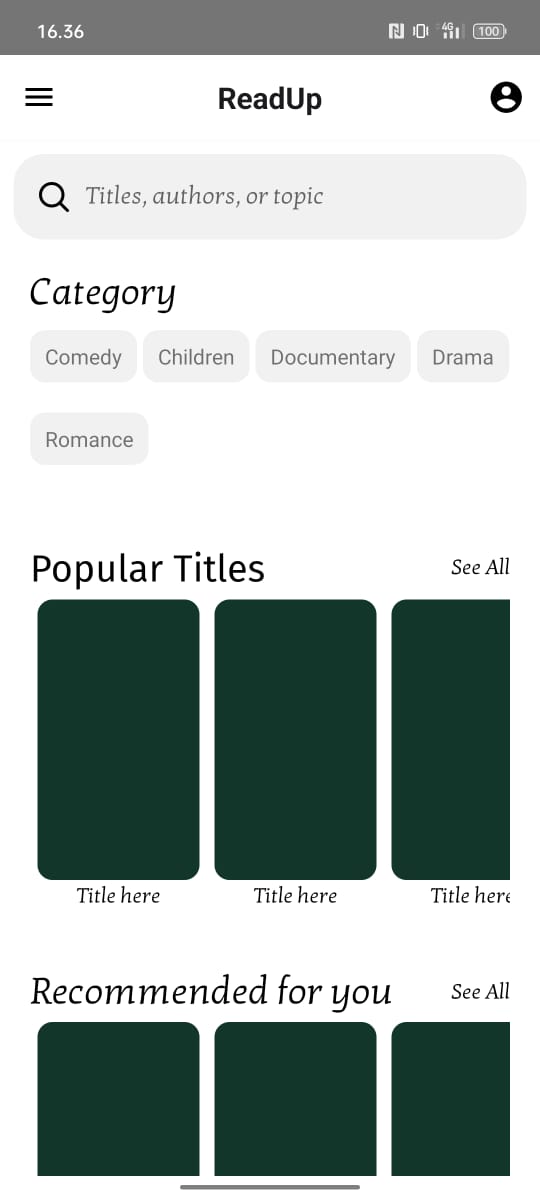 16.36
4G
100
ReadUp
Titles, authors, or topic
Category
Comedy Children Documentary Drama
Romance
Popular Titles See All
Title here Title here Title here
Recommended for you See All